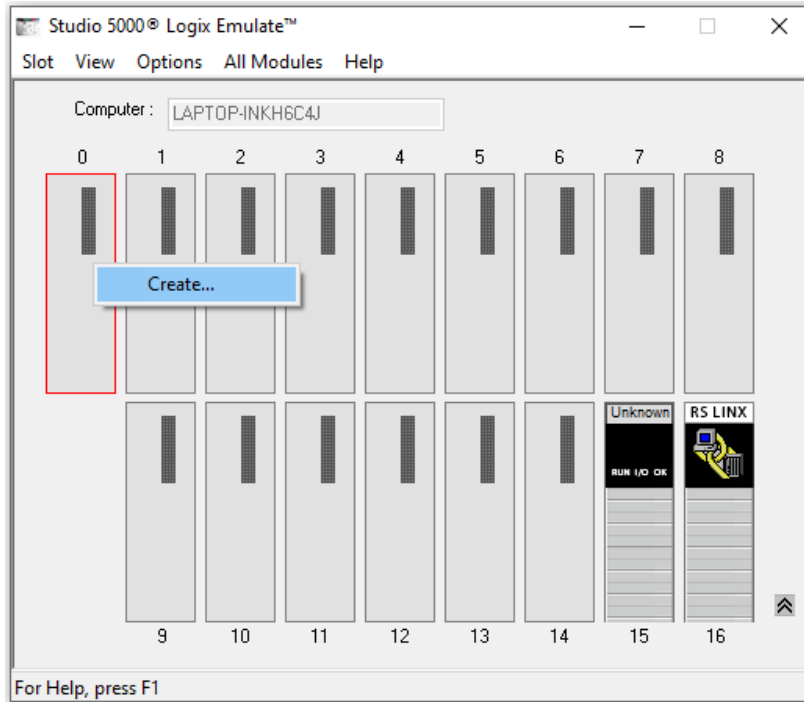 Studio 5000® Logix Emulate™
Slot View Options All Modules Help
Computer : LAPTOP-INKH6C4J
0 1 2 3 4 5 6 7 8
Create...
Unknown RS LINX
RUN I/O OK
9 10 11 12 13 14 15 16
For Help, press F1